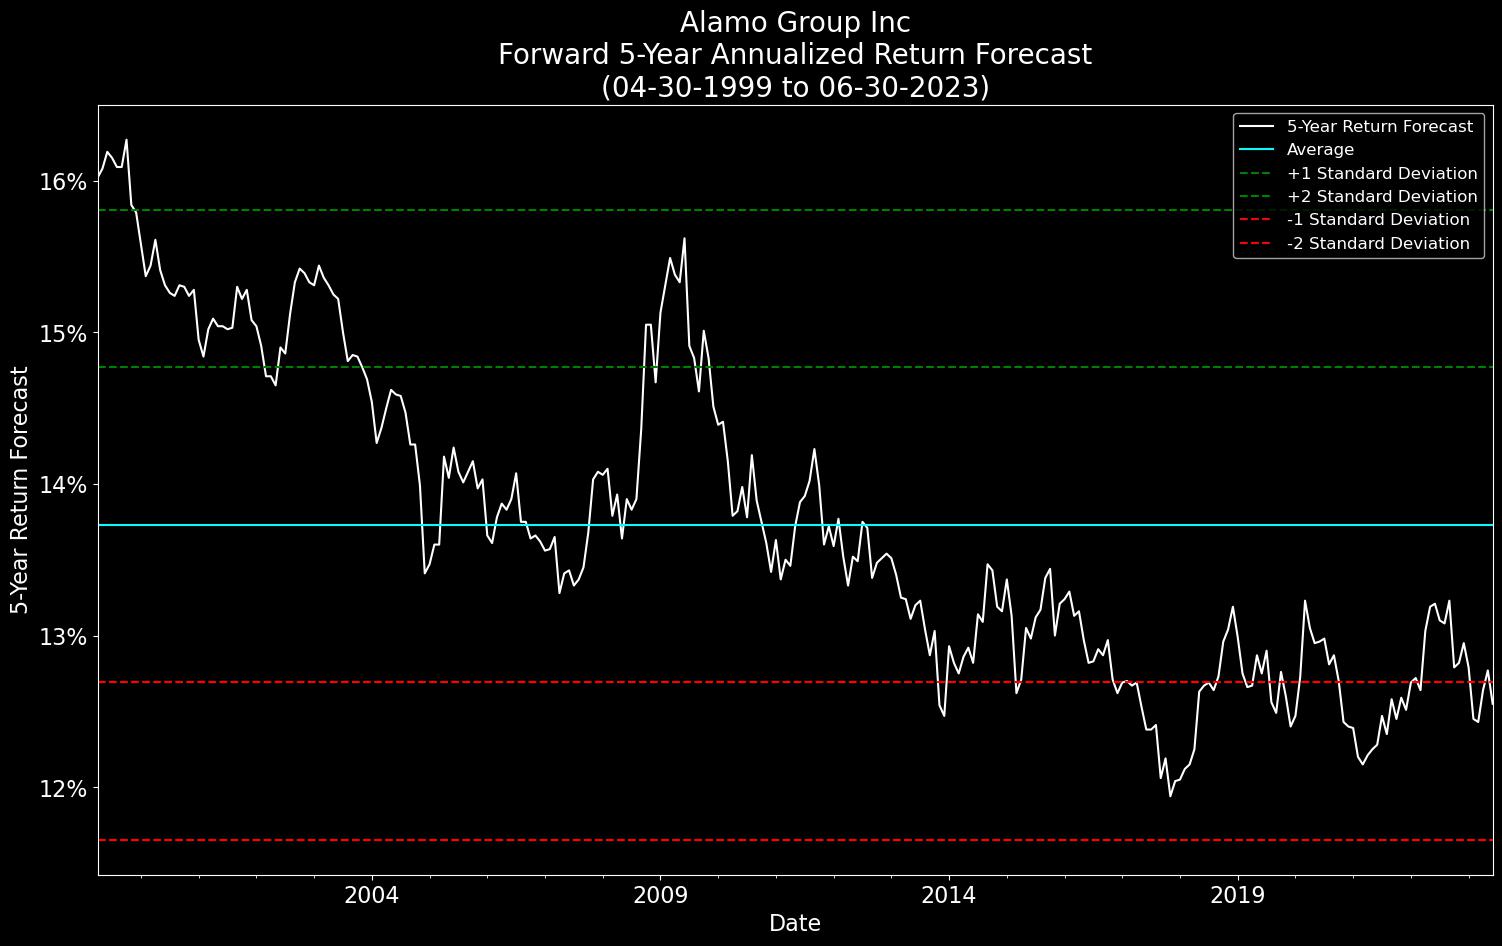 Alamo Group Inc
Forward 5-Year Annualized Return Forecast
(04-30-1999 to 06-30-2023)
5-Year Return Forecast
Average
+1 Standard Deviation
+2 Standard Deviation
-1 Standard Deviation
-2 Standard Deviation
5-Year Return Forecast
16%
15%
14%
13%
12%
2004
2009
2014
2019
Date